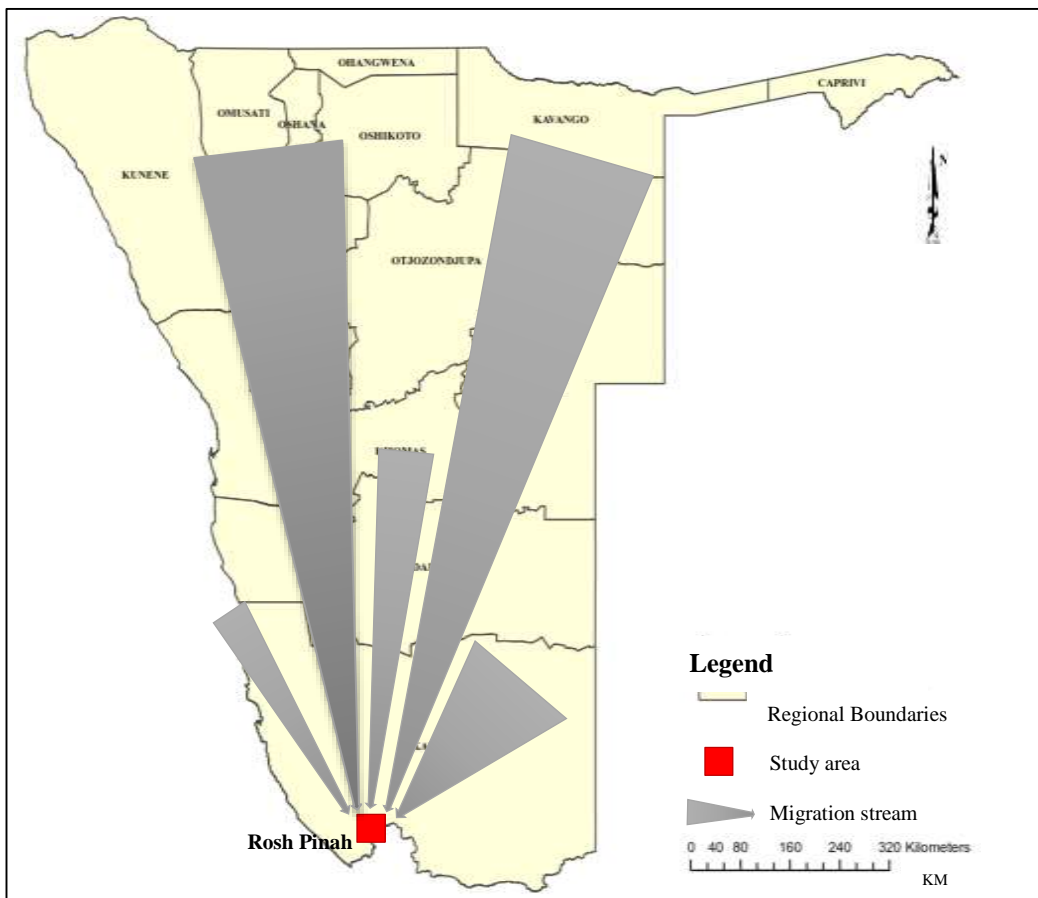 OHANGWENA
CAPRIVI
OMUSATI
OSHANA
OSHIKOTO
KAVANGO
KUNENE
N
OTJOZONDJUPA
Legend
Regional Boundaries
Study area
Migration stream
Rosh Pinah
0 40 80 160 240 320 Kilometers
KM